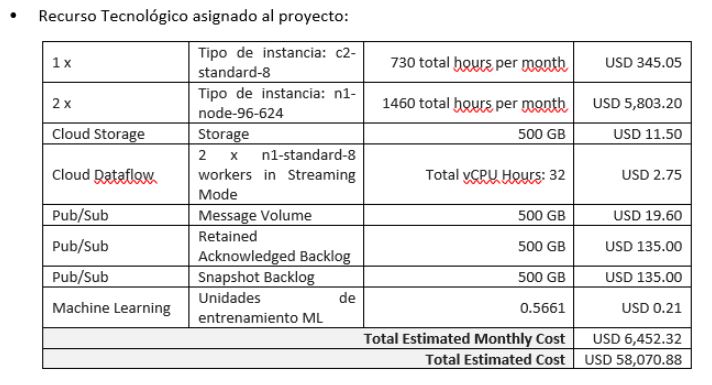 • Recurso Tecnológico asignado al proyecto:
1 x
Tipo de instancia: c2-
standard-8
730 total hours per month
USD 345.05
2 x
Tipo de instancia: n1-
node-96-624
1460 total hours per month
USD 5,803.20
Cloud Storage
Storage
500 GB
USD 11.50
Cloud Dataflow
2 x n1-standard-8
workers in Streaming
Mode
Total vCPU Hours: 32
USD 2.75
Pub/Sub
Message Volume
500 GB
USD 19.60
Pub/Sub
Retained
Acknowledged Backlog
500 GB
USD 135.00
Pub/Sub
Snapshot Backlog
500 GB
USD 135.00
Machine Learning
Unidades de
entrenamiento ML
0.5661
USD 0.21
Total Estimated Monthly Cost
USD 6,452.32
Total Estimated Cost
USD 58,070.88